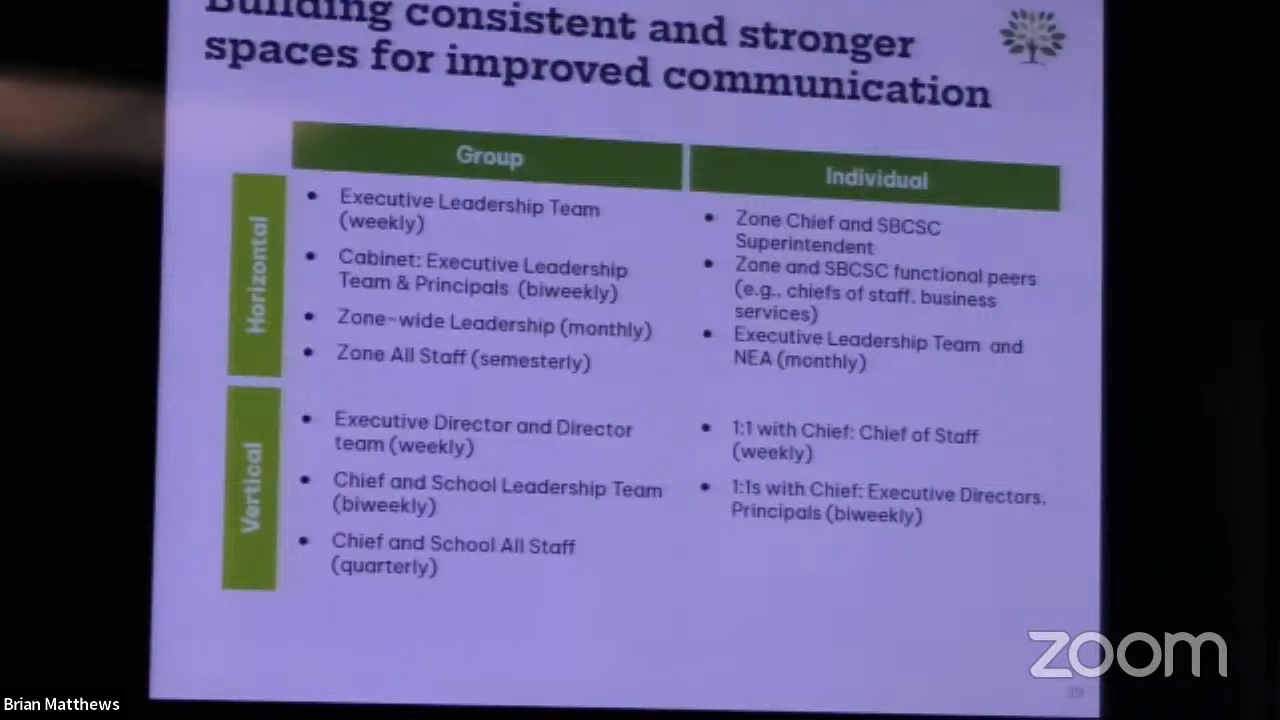 Building consistent and stronger
spaces for improved communication
Group
Individual
Horizontal
• Executive Leadership Team
(weekly)
• Cabinet: Executive Leadership
Team & Principals (biweekly)
• Zone-wide Leadership (monthly)
• Zone All Staff (semesterly)
• Zone Chief and SBCSC
Superintendent
• Zone and SBCSC functional peers
(e.g., chiefs of staff, business
services)
• Executive Leadership Team and
NEA (monthly)
Vertical
• Executive Director and Director
team (weekly)
• Chief and School Leadership Team
(biweekly)
• Chief and School All Staff
(quarterly)
• 1:1 with Chief: Chief of Staff
(weekly)
• 1:1s with Chief: Executive Directors,
Principals (biweekly)
zoom
Brian Matthews